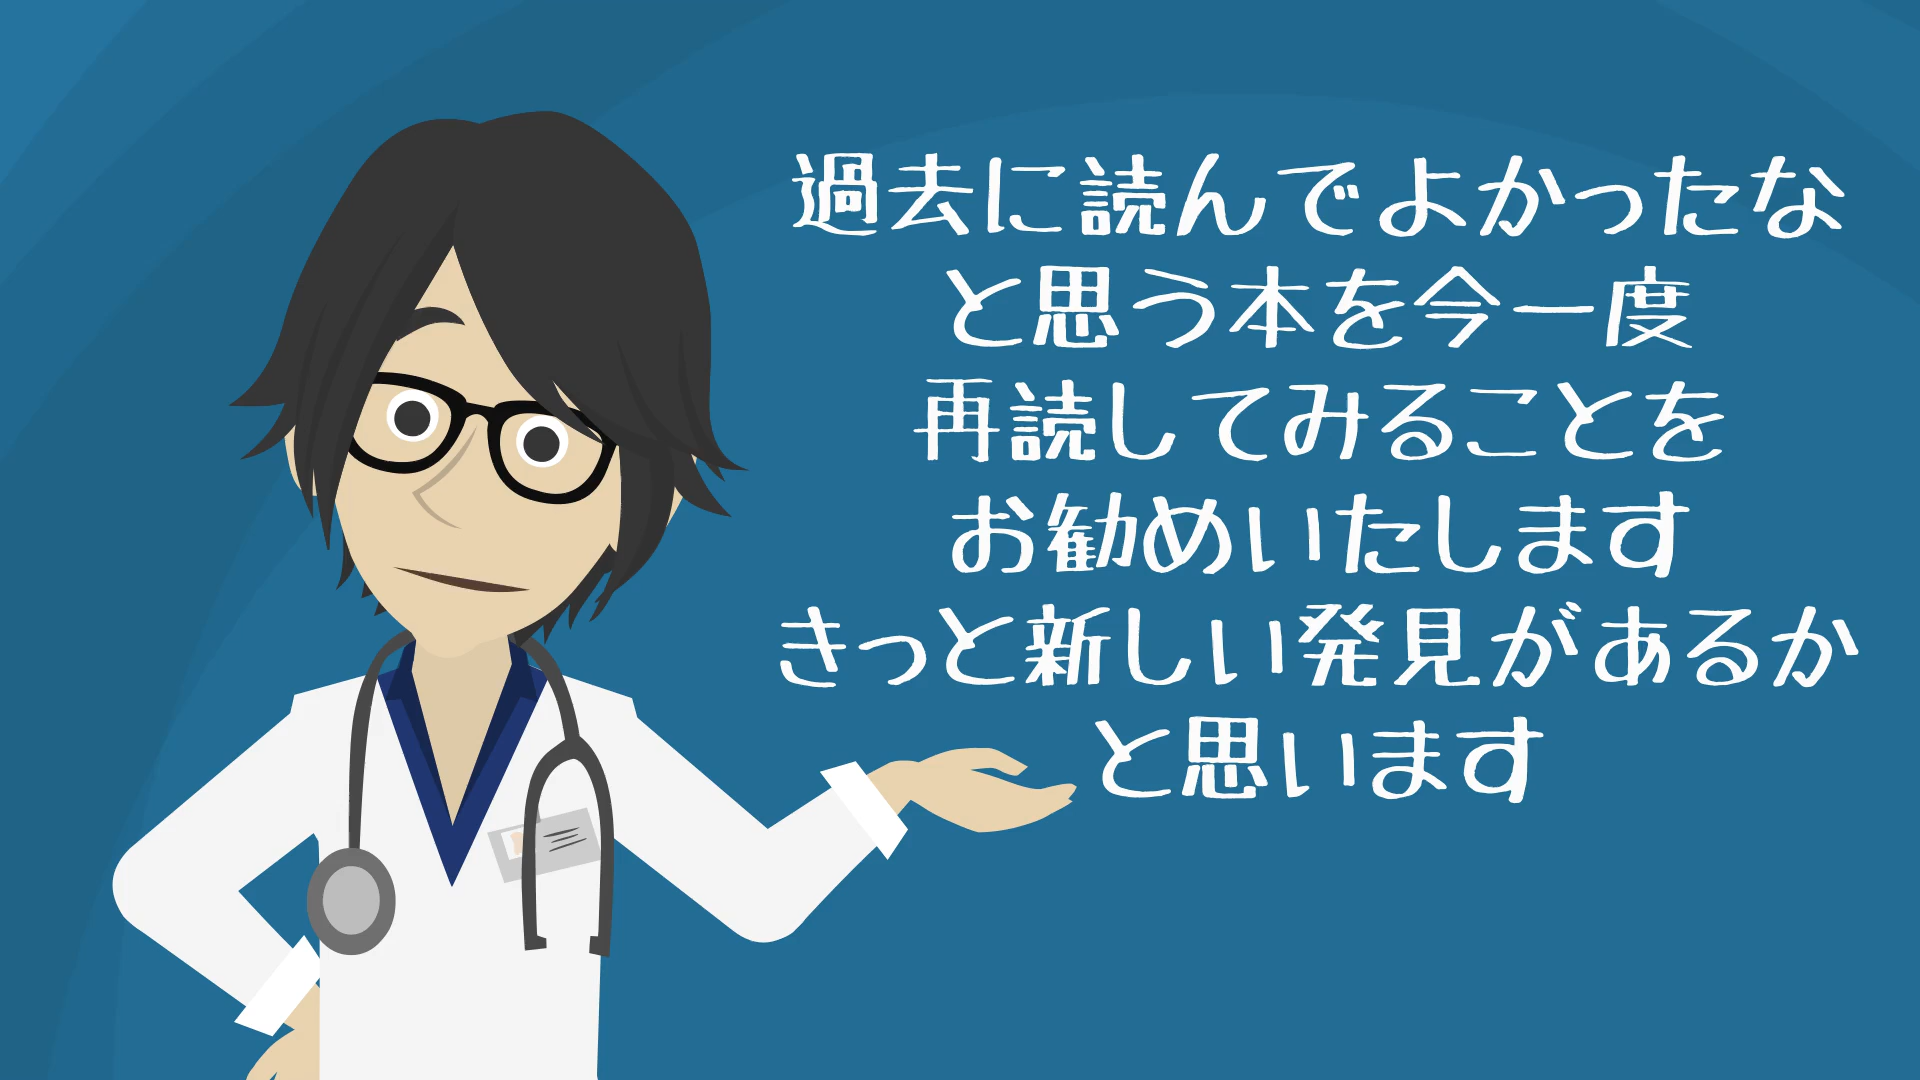 過去に読んでよかったな
と思う本を今一度
再読してみることを
お勧めいたします
きっと新しい発見があるか
と思います